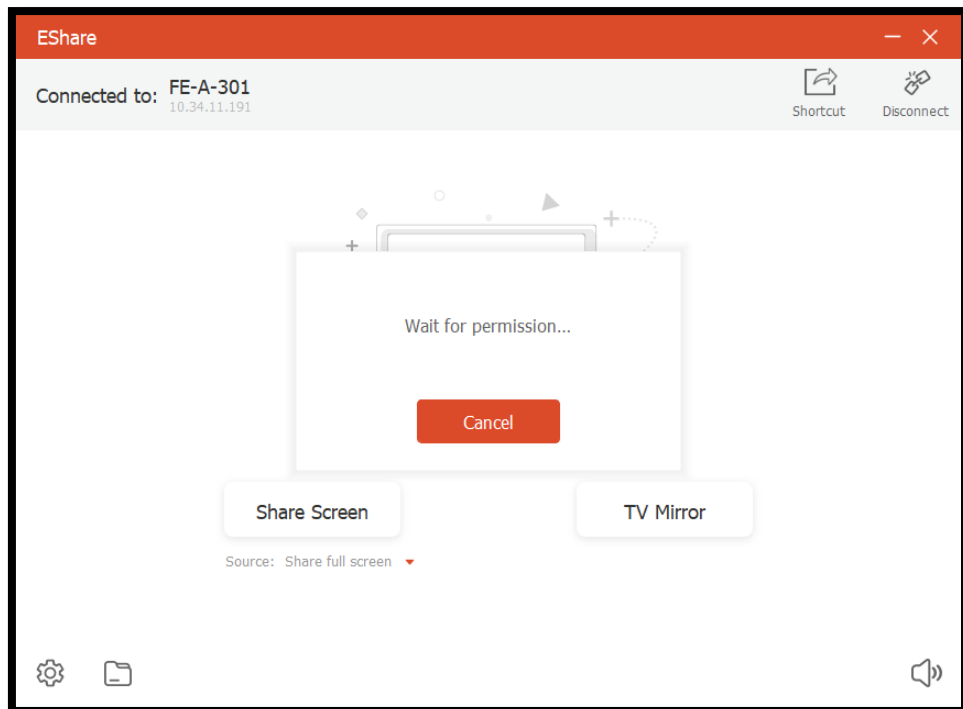 EShare
Connected to: FE-A-301
10.34.11.191
Shortcut
Disconnect
Wait for permission...
Cancel
Share Screen
TV Mirror
Source: Share full screen